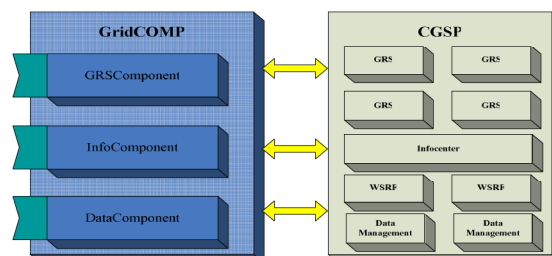 GridCOMP
GRSComponent
InfoComponent
DataComponent
CGSP
GRS GRS
GRS GRS
Infocenter
WSRF WSRF
Data Data
Management Management